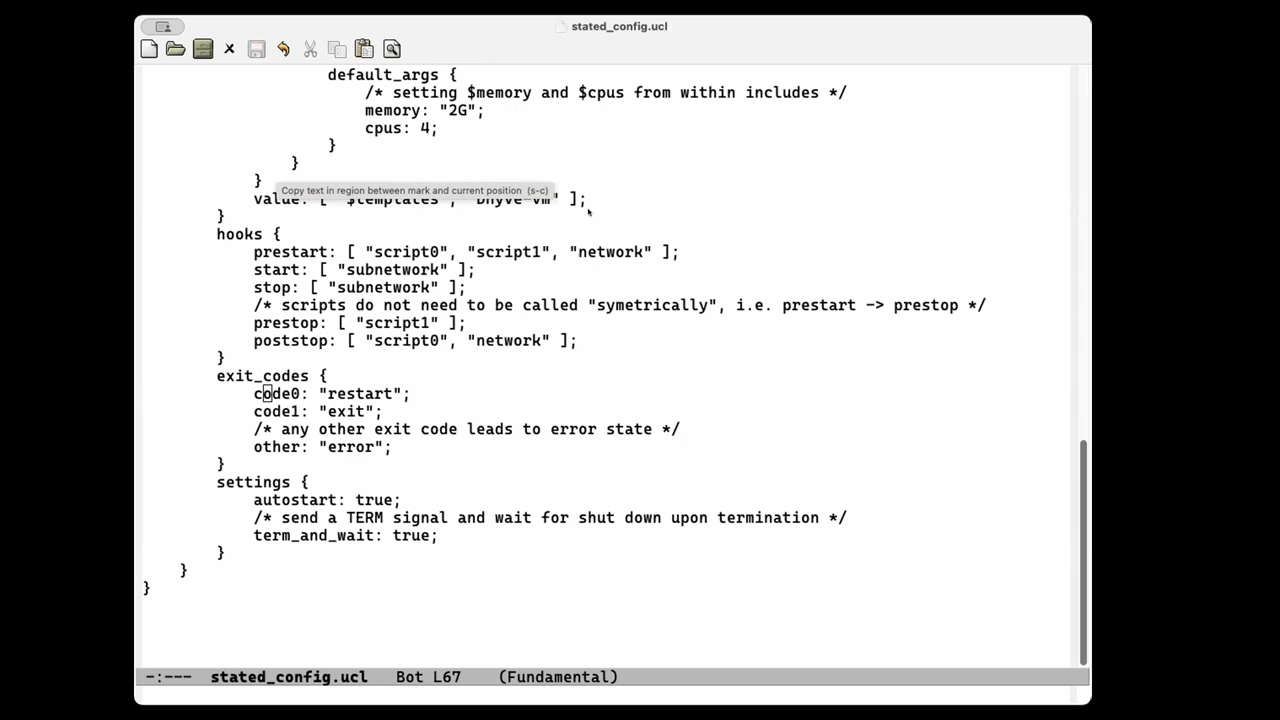 stated_config.ucl
default_args {
/* setting $memory and $cpus from within includes */
memory: "2G";
cpus: 4;
}
}
}
Copy text in region between mark and current position (s-c)
value: [ "$templates", "bhyve-vm" ];
}
hooks {
prestart: [ "script0", "script1", "network" ];
start: [ "subnetwork" ];
stop: [ "subnetwork" ];
/* scripts do not need to be called "symetrically", i.e. prestart -> prestop */
prestop: [ "script1" ];
poststop: [ "script0", "network" ];
}
exit_codes {
code0: "restart";
code1: "exit";
/* any other exit code leads to error state */
other: "error";
}
settings {
autostart: true;
/* send a TERM signal and wait for shut down upon termination */
term_and_wait: true;
}
}
}
-:--- stated_config.ucl Bot L67 (Fundamental)